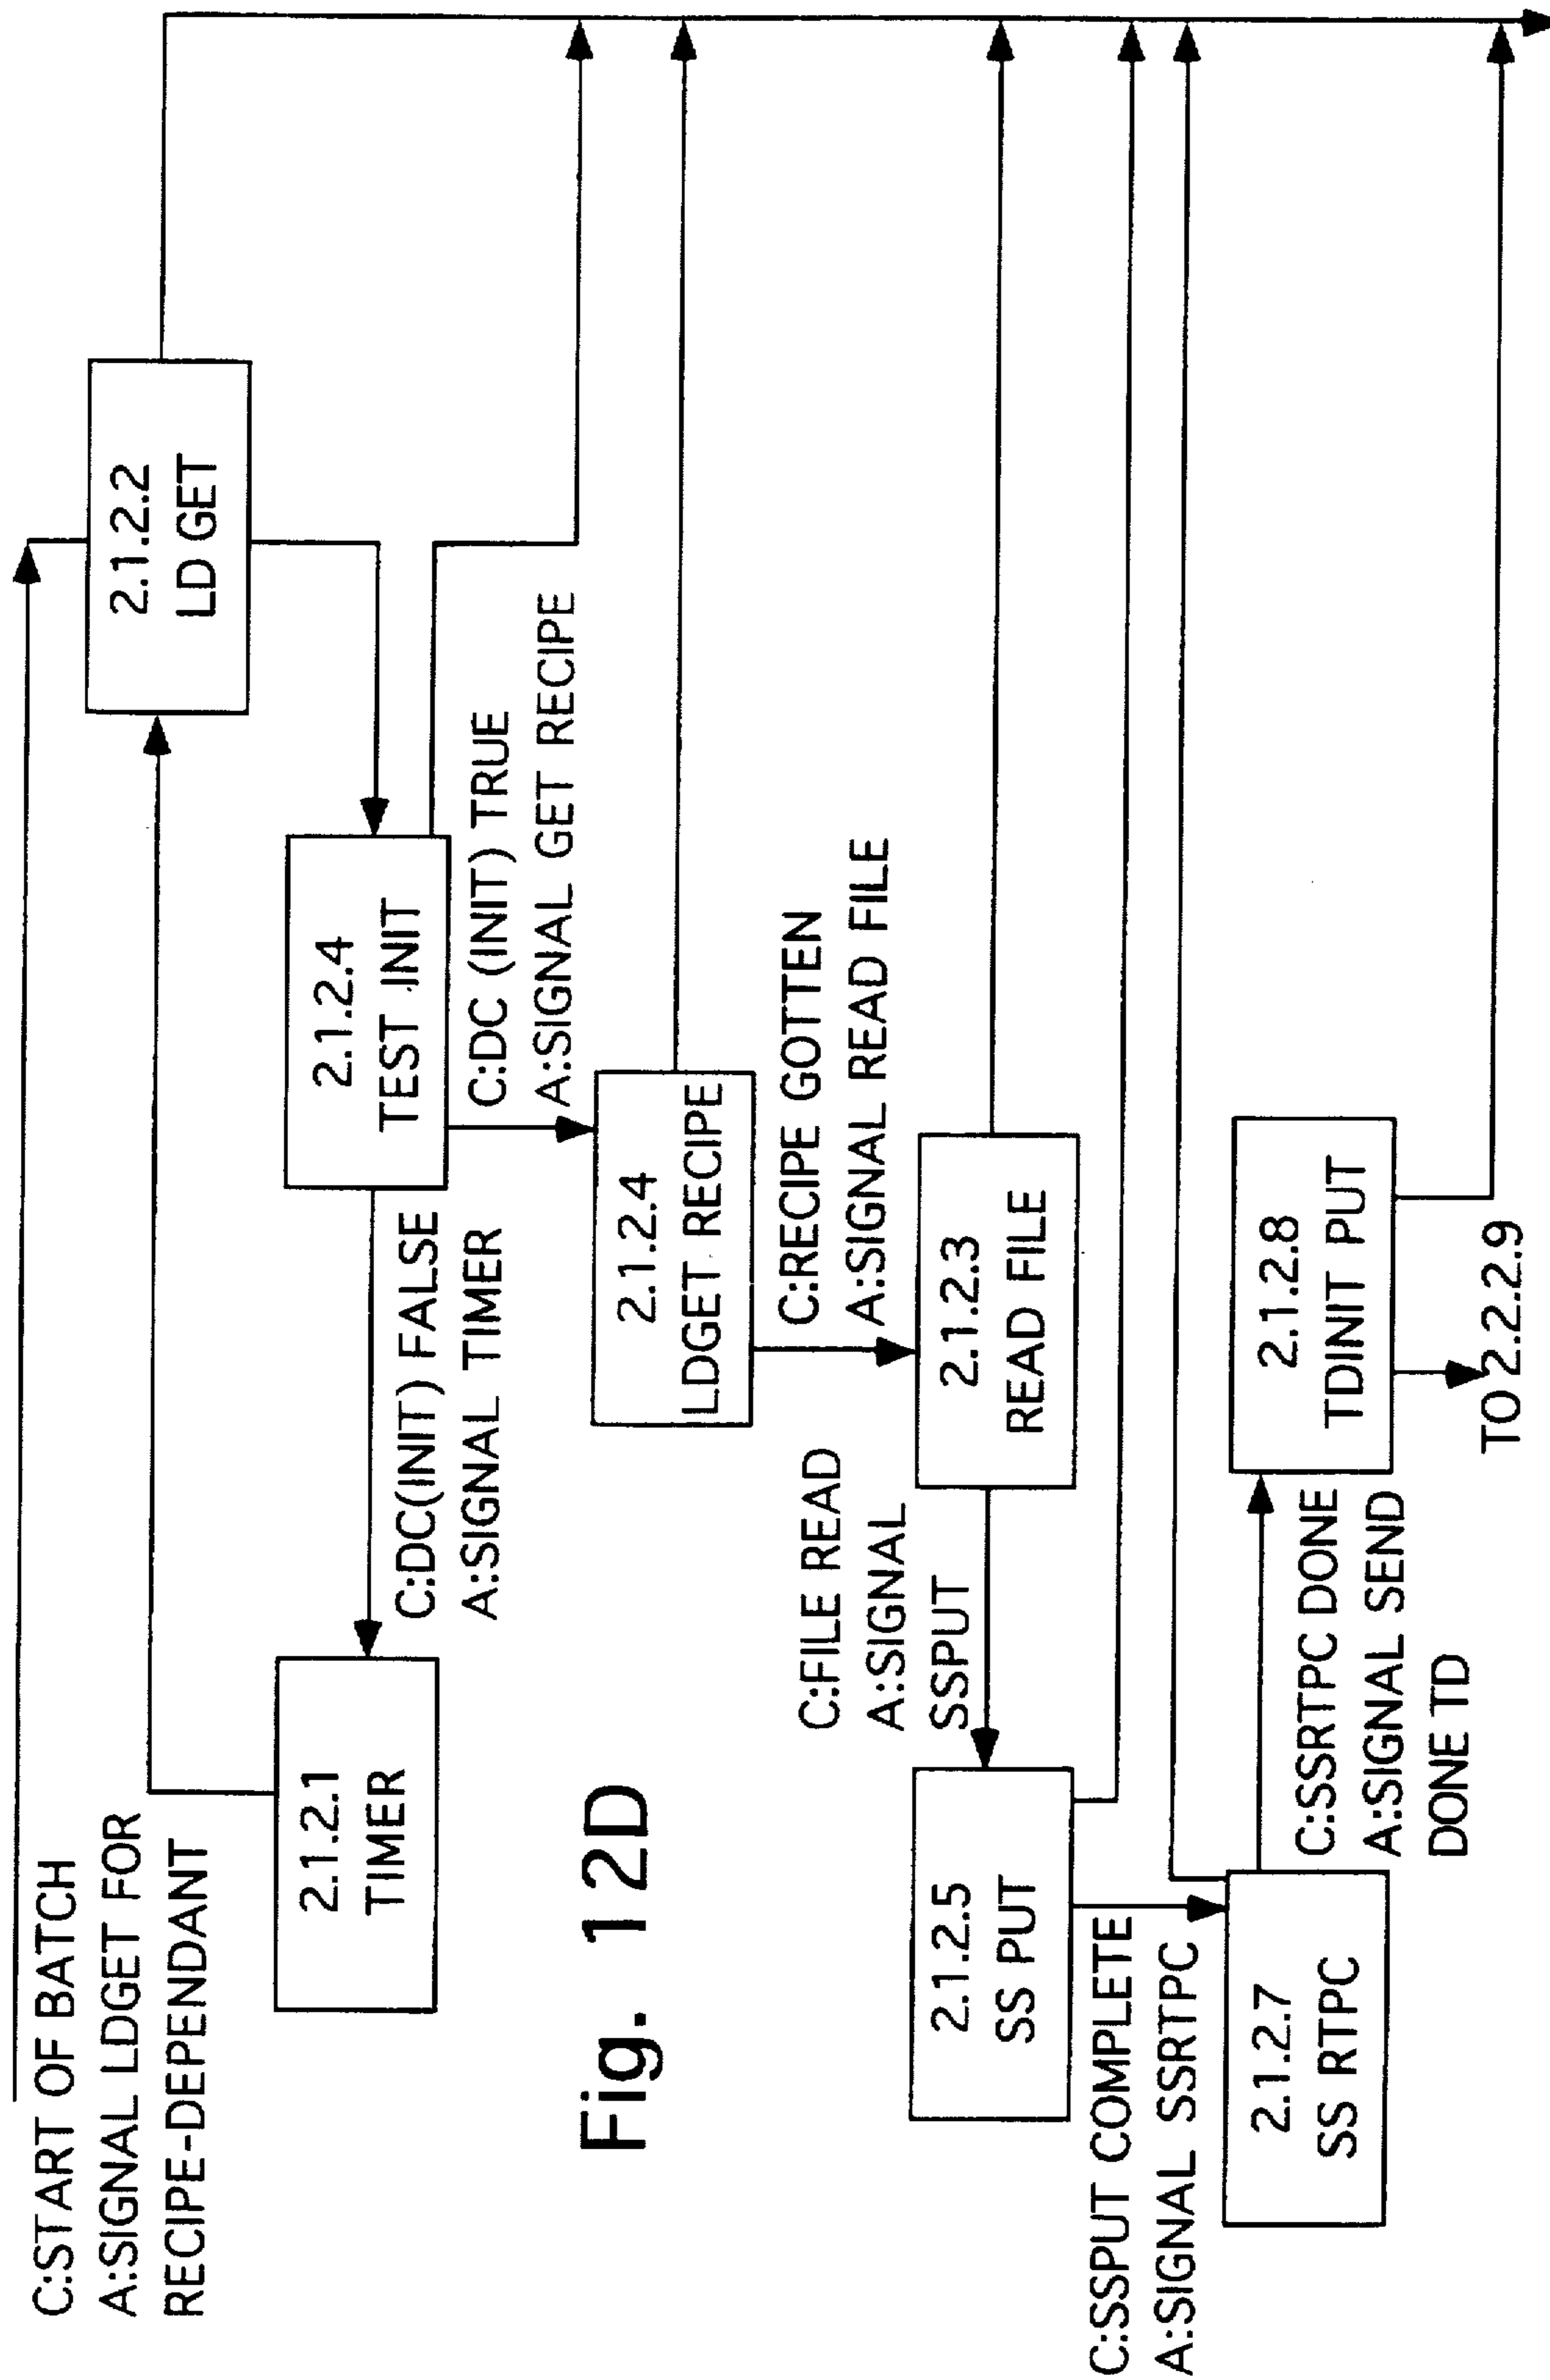 C:START OF BATCH
A:SIGNAL LDGET FOR
RECIPE-DEPENDANT
2.1.2.2
LD GET
2.1.2.1
TIMER
C:DC(INIT) FALSE
A:SIGNAL TIMER
2.1.2.4
TEST INIT
C:DC (INIT) TRUE
A:SIGNAL GET RECIPE
2.1.2.4
LDGET RECIPE
Fig. 12D
C:RECIPE GOTTEN
A:SIGNAL READ FILE
C:FILE READ
A:SIGNAL
SSPUT
2.1.2.3
READ FILE
2.1.2.5
SS PUT
C:SSPUT COMPLETE
A:SIGNAL SSRTPC
2.1.2.7
SS RTPC
C:SSRTPC DONE
A:SIGNAL SEND
DONE TD
2.1.2.8
TDINIT PUT
TO 2.2.2.9